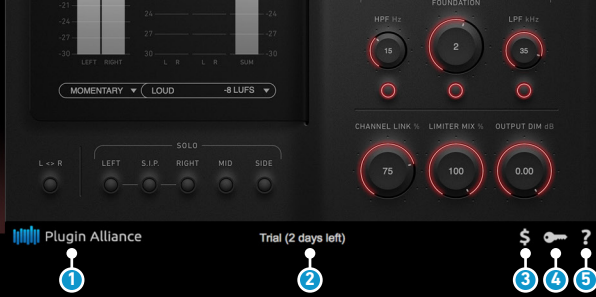 FOUNDATION
-21
24
-24
-24
-27
27
-27
-30
30
-30
LEFT RIGHT L R L R SUM
HPF Hz
LPF kHz
15
2
35
MOMENTARY ▼ LOUD -8 LUFS ▼
CHANNEL LINK % LIMITER MIX % OUTPUT DIM dB
75
100
0.00
SOLO
L <> R LEFT S.I.P. RIGHT MID SIDE
Plugin Alliance
Trial (2 days left)
$ ?
1 2 3 4 5